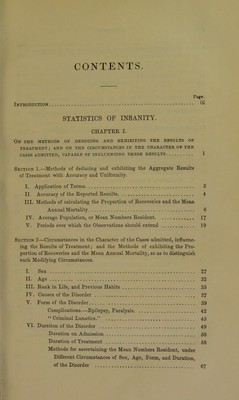 CONTENTS.
Page.
INTRODUCTION iii
STATISTICS OF INSANITY.
CHAPTER I.
ON THE METHODS OF DEDUCING AND EXHIBITING THE RESULTS OF
TREATMENT; AND ON THE CIRCUMSTANCES IN THE CHARACTER OF THE
CASES ADMITTED, CAPABLE OF INFLUENCING THESE RESULTS 1
SECTION 1.—Methods of deducing and exhibiting the Aggregate Results
of Treatment with Accuracy and Uniformity.
I. Application of Terms 3
II. Accuracy of the Reported Results. 4
III. Methods of calculating the Proportion of Recoveries and the Mean
Annual Mortality 6
IV. Average Population, or Mean Numbers Resident. 17
V. Periods over which the Observations should extend 19
SECTION 2—Circumstances in the Character of the Cases admitted, influenc-
ing the Results of Treatment; and the Methods of exhibiting the Pro-
portion of Recoveries and the Mean Annual Mortality, so as to distinguish
such Modifying Circumstances.
I. Sex 27
II. Age 32
III. Rank in Life, and Previous Habits 35
IV. Causes of the Disorder 37
V. Form of the Disorder 39
Complications.—Epilepsy, Paralysis. 42
"Criminal Lunatics." 45
VI. Duration of the Disorder 49
Duration on Admission 50
Duration of Treatment 58
Methods for ascertaining the Mean Numbers Resident, under
Different Circumstances of Sex, Age, Form, and Duration,
of the Disorder 67